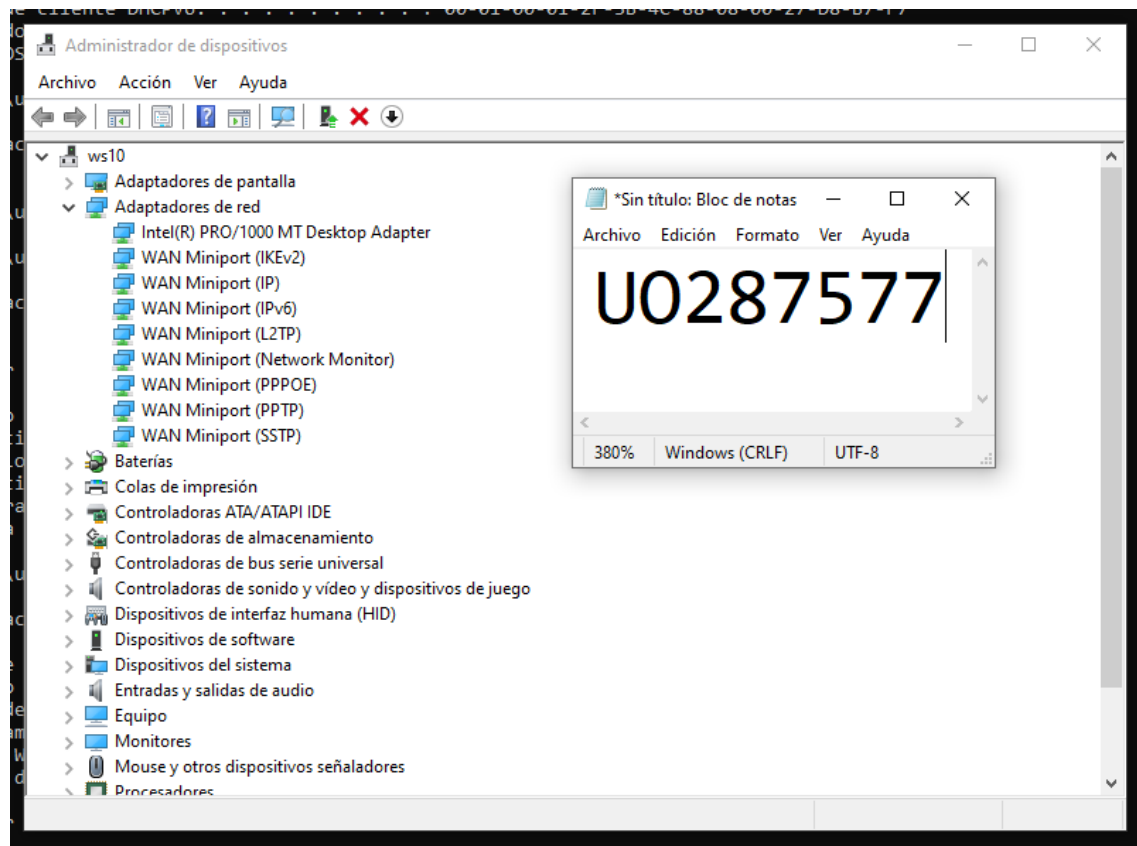 Administrador de dispositivos
Archivo Acción Ver Ayuda
ws10
Adaptadores de pantalla
Adaptadores de red
Intel(R) PRO/1000 MT Desktop Adapter
WAN Miniport (IKEv2)
WAN Miniport (IP)
WAN Miniport (IPv6)
WAN Miniport (L2TP)
WAN Miniport (Network Monitor)
WAN Miniport (PPPOE)
WAN Miniport (PPTP)
WAN Miniport (SSTP)
Baterías
Colas de impresión
Controladoras ATA/ATAPI IDE
Controladoras de almacenamiento
Controladoras de bus serie universal
Controladoras de sonido y vídeo y dispositivos de juego
Dispositivos de interfaz humana (HID)
Dispositivos de software
Dispositivos del sistema
Entradas y salidas de audio
Equipo
Monitores
Mouse y otros dispositivos señaladores
Procesadores
*Sin título: Bloc de notas
Archivo Edición Formato Ver Ayuda
UO287577
380% Windows (CRLF) UTF-8